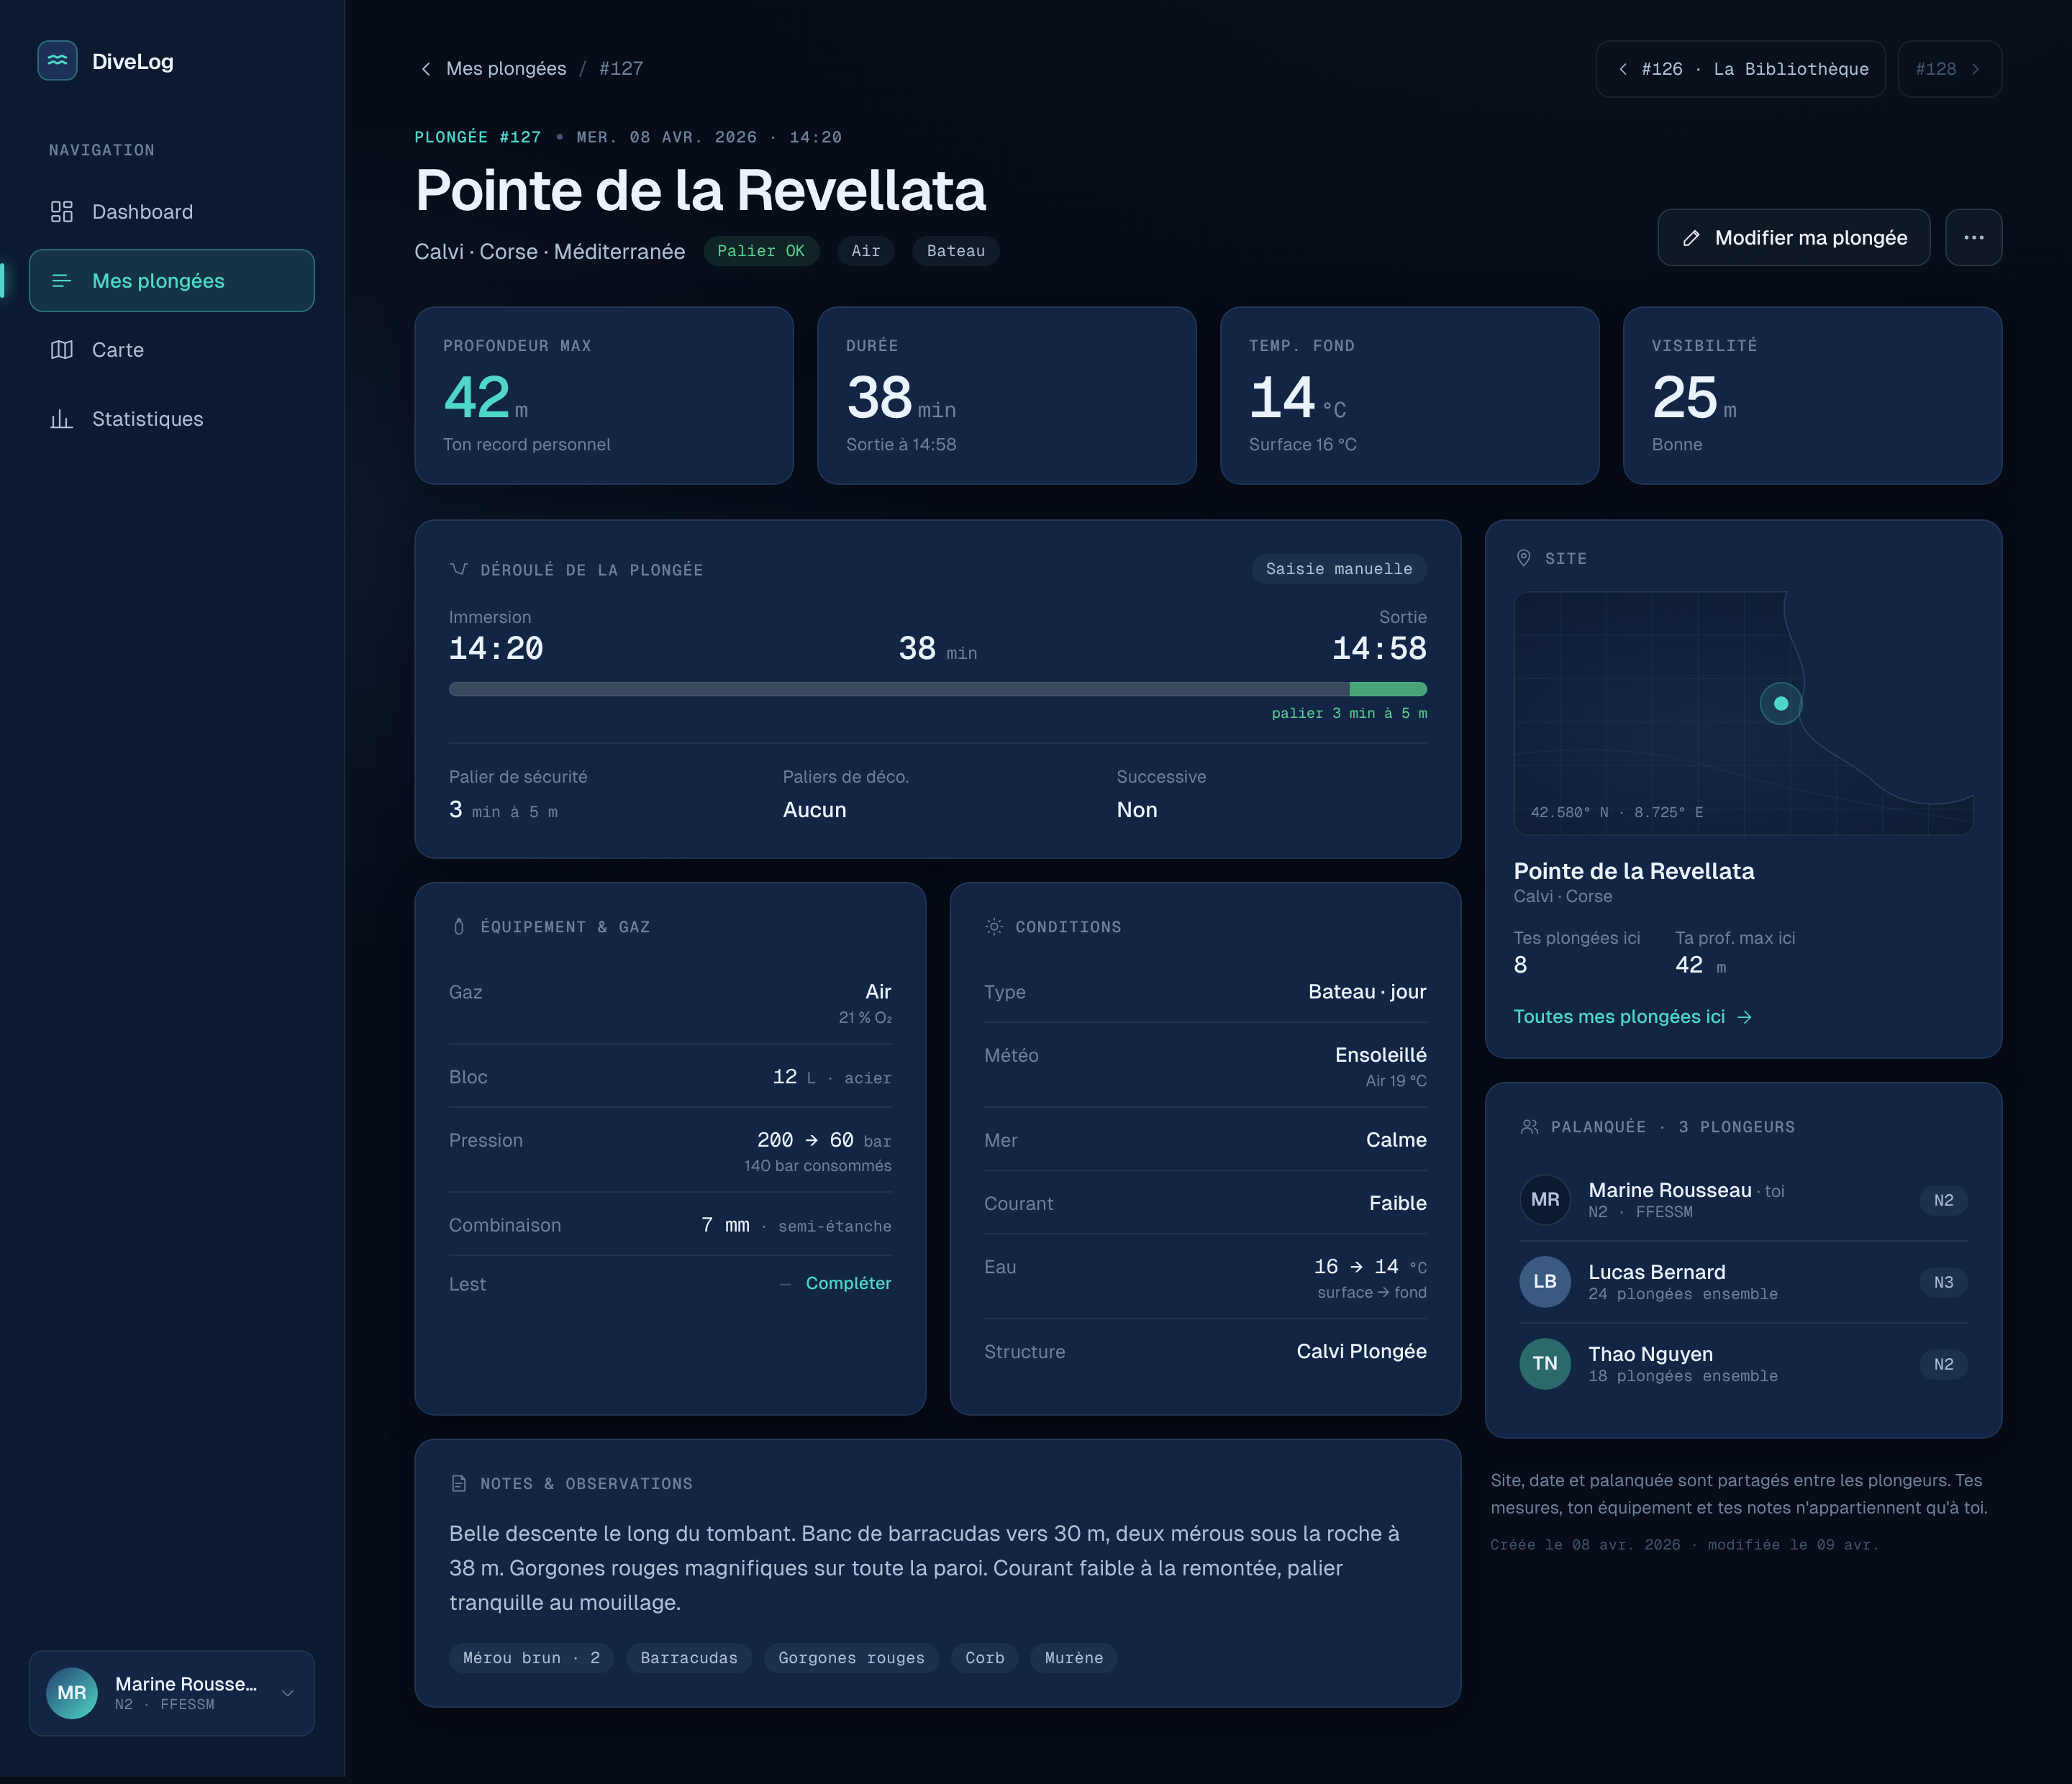 DiveLog
NAVIGATION
Dashboard
Mes plongées
Carte
Statistiques
MR
Marine Rousse…
N2 · FFESSM
Mes plongées / #127
#126 · La Bibliothèque
#128
PLONGÉE #127 • MER. 08 AVR. 2026 · 14:20
Pointe de la Revellata
Calvi · Corse · Méditerranée
Palier OK
Air
Bateau
Modifier ma plongée
PROFONDEUR MAX
42 m
Ton record personnel
DURÉE
38 min
Sortie à 14:58
TEMP. FOND
14 °C
Surface 16 °C
VISIBILITÉ
25 m
Bonne
DÉROULÉ DE LA PLONGÉE
Saisie manuelle
Immersion
14:20
38 min
Sortie
14:58
palier 3 min à 5 m
Palier de sécurité
3 min à 5 m
Paliers de déco.
Aucun
Successive
Non
ÉQUIPEMENT & GAZ
Gaz
Air
21 % O₂
Bloc
12 L · acier
Pression
200 → 60 bar
140 bar consommés
Combinaison
7 mm · semi-étanche
Lest
— Compléter
CONDITIONS
Type
Bateau · jour
Météo
Ensoleillé
Air 19 °C
Mer
Calme
Courant
Faible
Eau
16 → 14 °C
surface → fond
Structure
Calvi Plongée
NOTES & OBSERVATIONS
Belle descente le long du tombant. Banc de barracudas vers 30 m, deux mérous sous la roche à
38 m. Gorgones rouges magnifiques sur toute la paroi. Courant faible à la remontée, palier
tranquille au mouillage.
Mérou brun · 2
Barracudas
Gorgones rouges
Corb
Murène
SITE
42.580° N · 8.725° E
Pointe de la Revellata
Calvi · Corse
Tes plongées ici
8
Ta prof. max ici
42 m
Toutes mes plongées ici →
PALANQUÉE · 3 PLONGEURS
MR
Marine Rousseau · toi
N2 · FFESSM
N2
LB
Lucas Bernard
24 plongées ensemble
N3
TN
Thao Nguyen
18 plongées ensemble
N2
Site, date et palanquée sont partagés entre les plongeurs. Tes
mesures, ton équipement et tes notes n'appartiennent qu'à toi.
Créée le 08 avr. 2026 · modifiée le 09 avr.